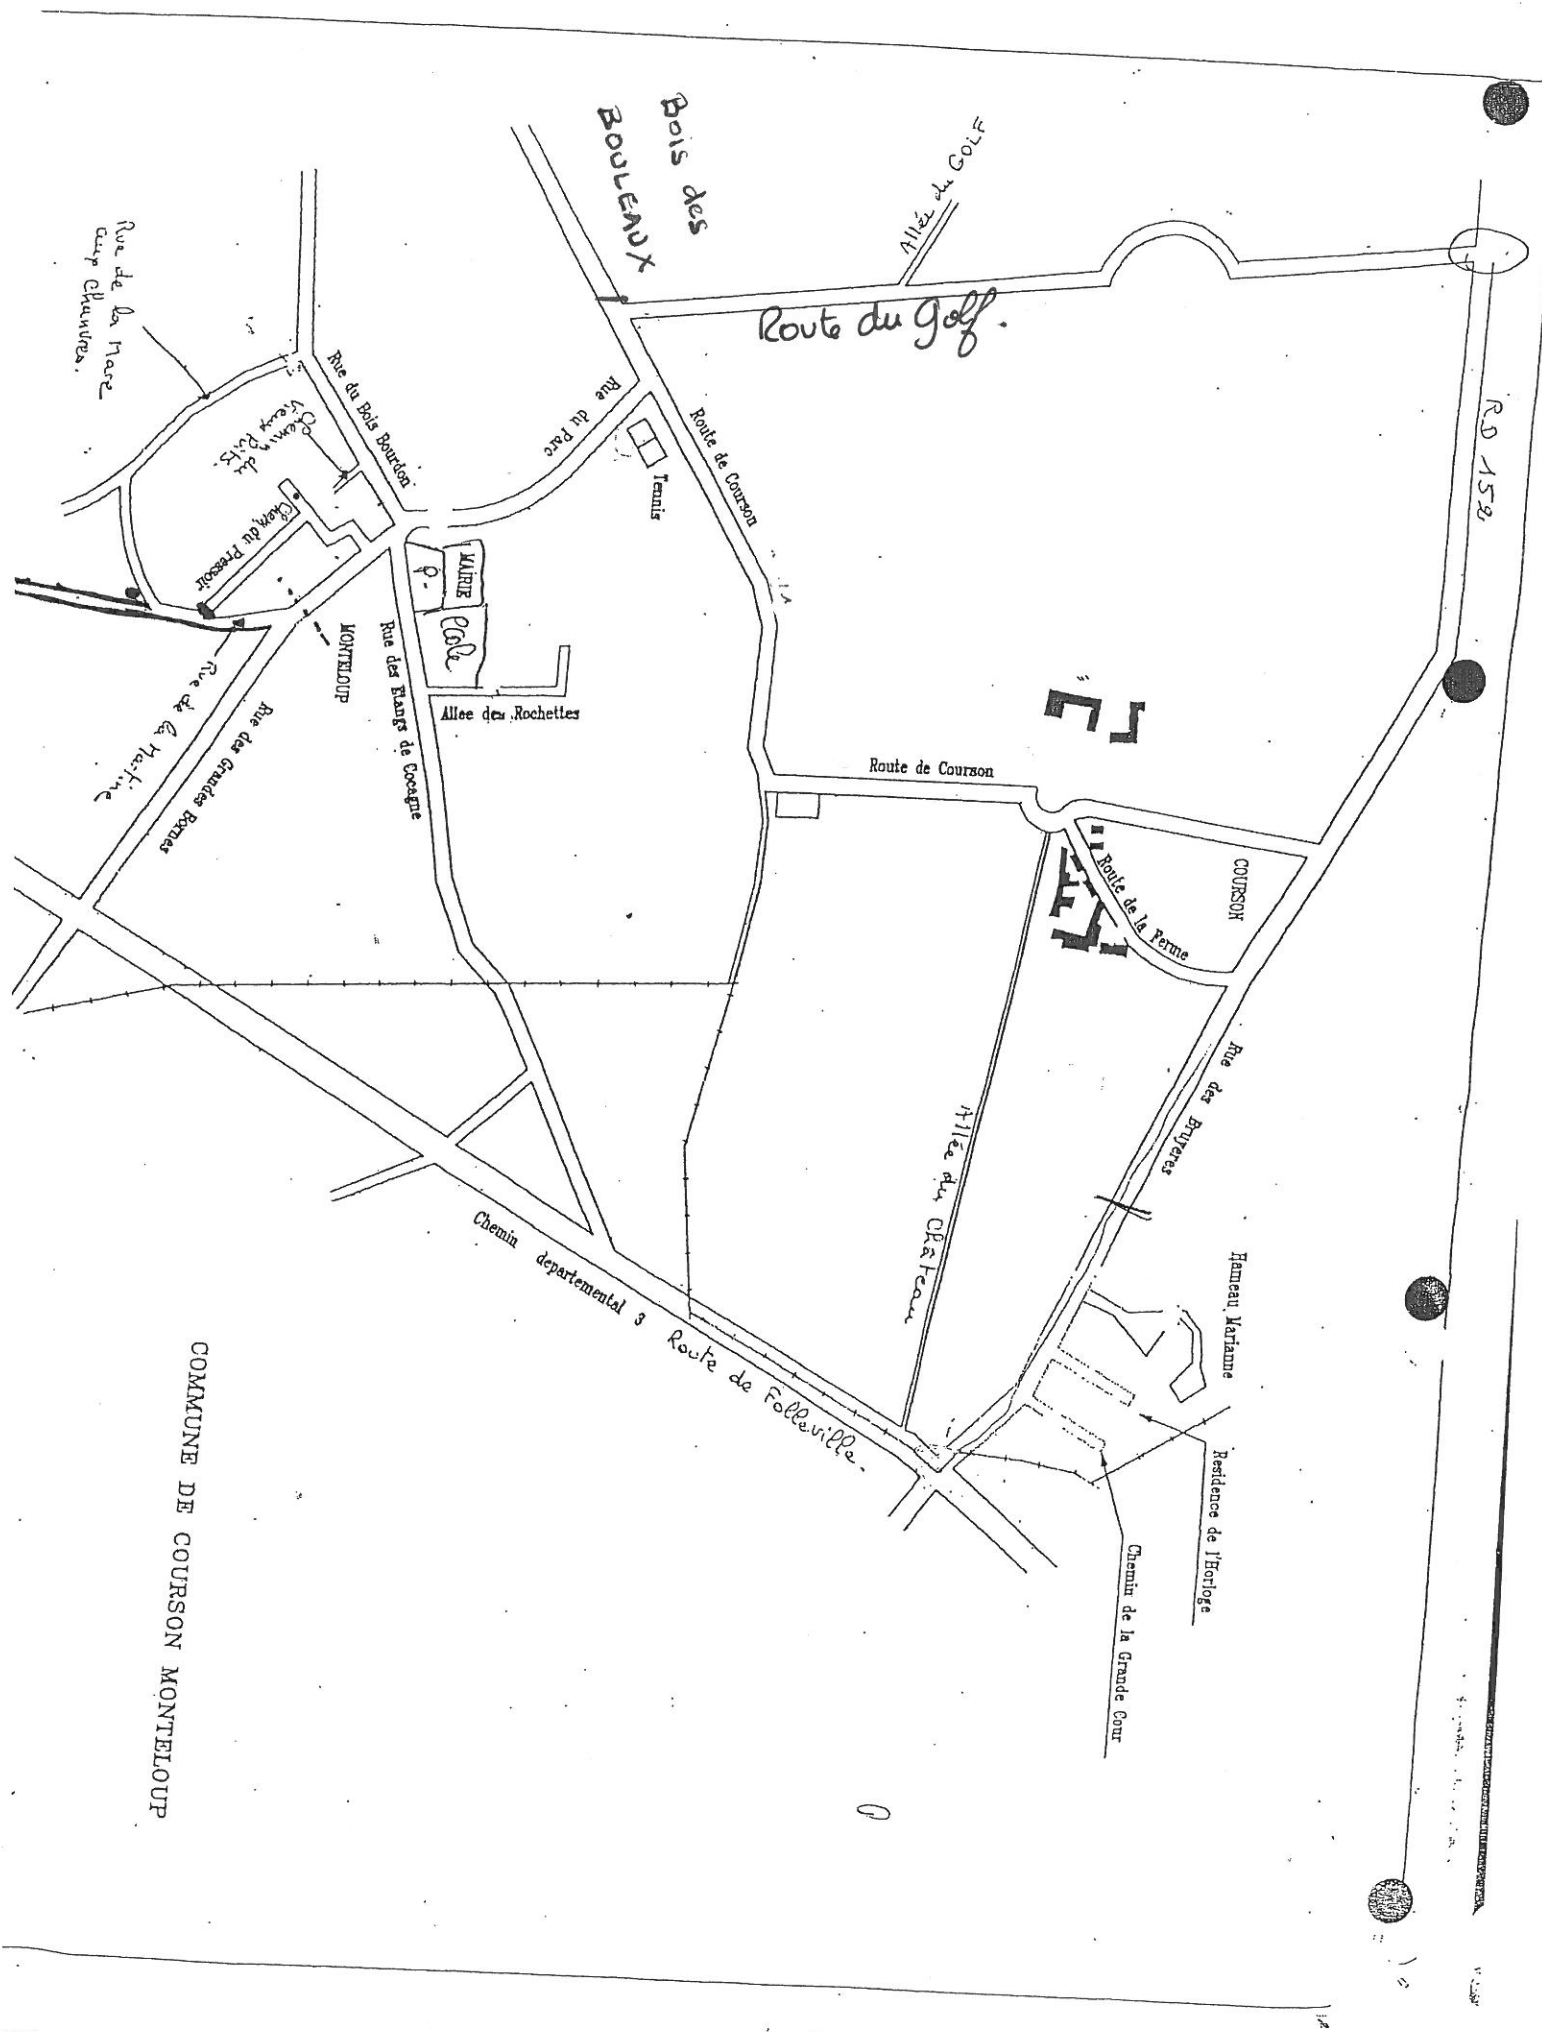 RD 152
Allée du GOLF
Bois des
BOULEAUX
Route du Golf.
Rue de la Mare
aux Chanvres.
Rue du Bois Bourdon
Chemin du
Vieux Puits.
Chem. du Pressoir
Rue du Parc
Tennis
Route de Courson
MAIRIE
P.
école
MONTELOUP
Rue des Etangs de Cocagne
Allee des Rochettes
Rue de la Martine
Rue des Grandes Bornes
Route de Courson
COURSON
Route de la Ferme
Rue des Bruyeres
Allée du Château
Hameau Marianne
Residence de l'Horloge
Chemin de la Grande Cour
Chemin departemental 3 Route de Folleville.
COMMUNE DE COURSON MONTELOUP